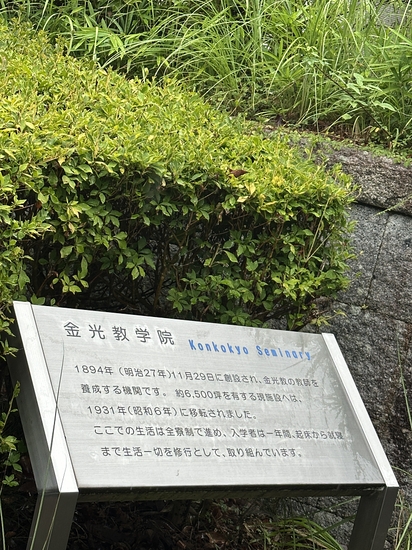 金光教学院 Konkokyo Seminary
1894年（明治27年)11月29日に創設され、金光教の教師を
養成する機関です。 約6,500坪を有する現施設へは、
1931年（昭和6年）に移転されました。
ここでの生活は全寮制で進め、入学者は一年間、起床から就寝
まで生活一切を修行として、取り組んでいます。